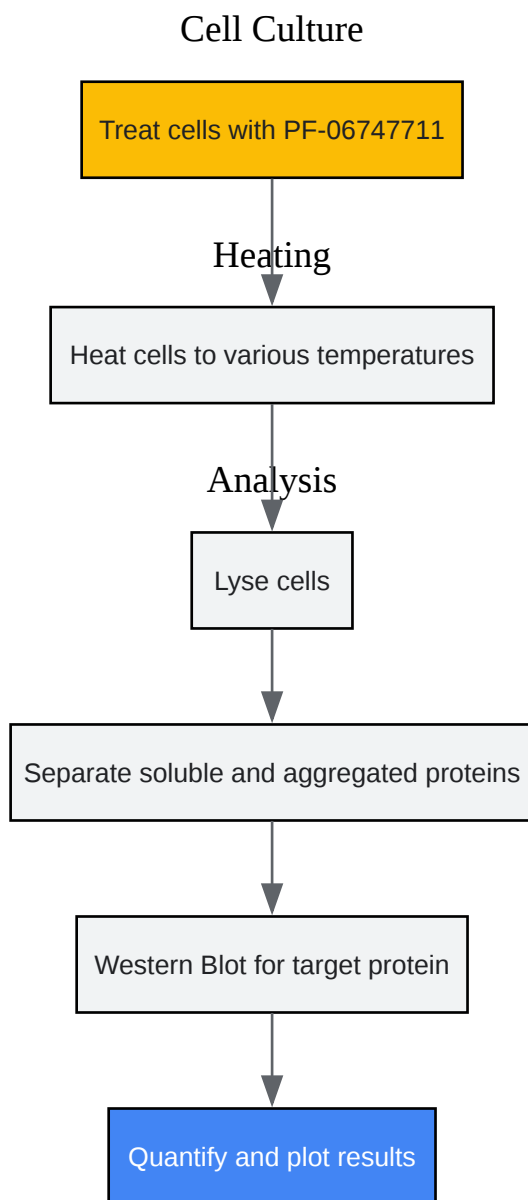 Cell Culture
Treat cells with PF-06747711
Heating
Heat cells to various temperatures
Analysis
Lyse cells
Separate soluble and aggregated proteins
Western Blot for target protein
Quantify and plot results